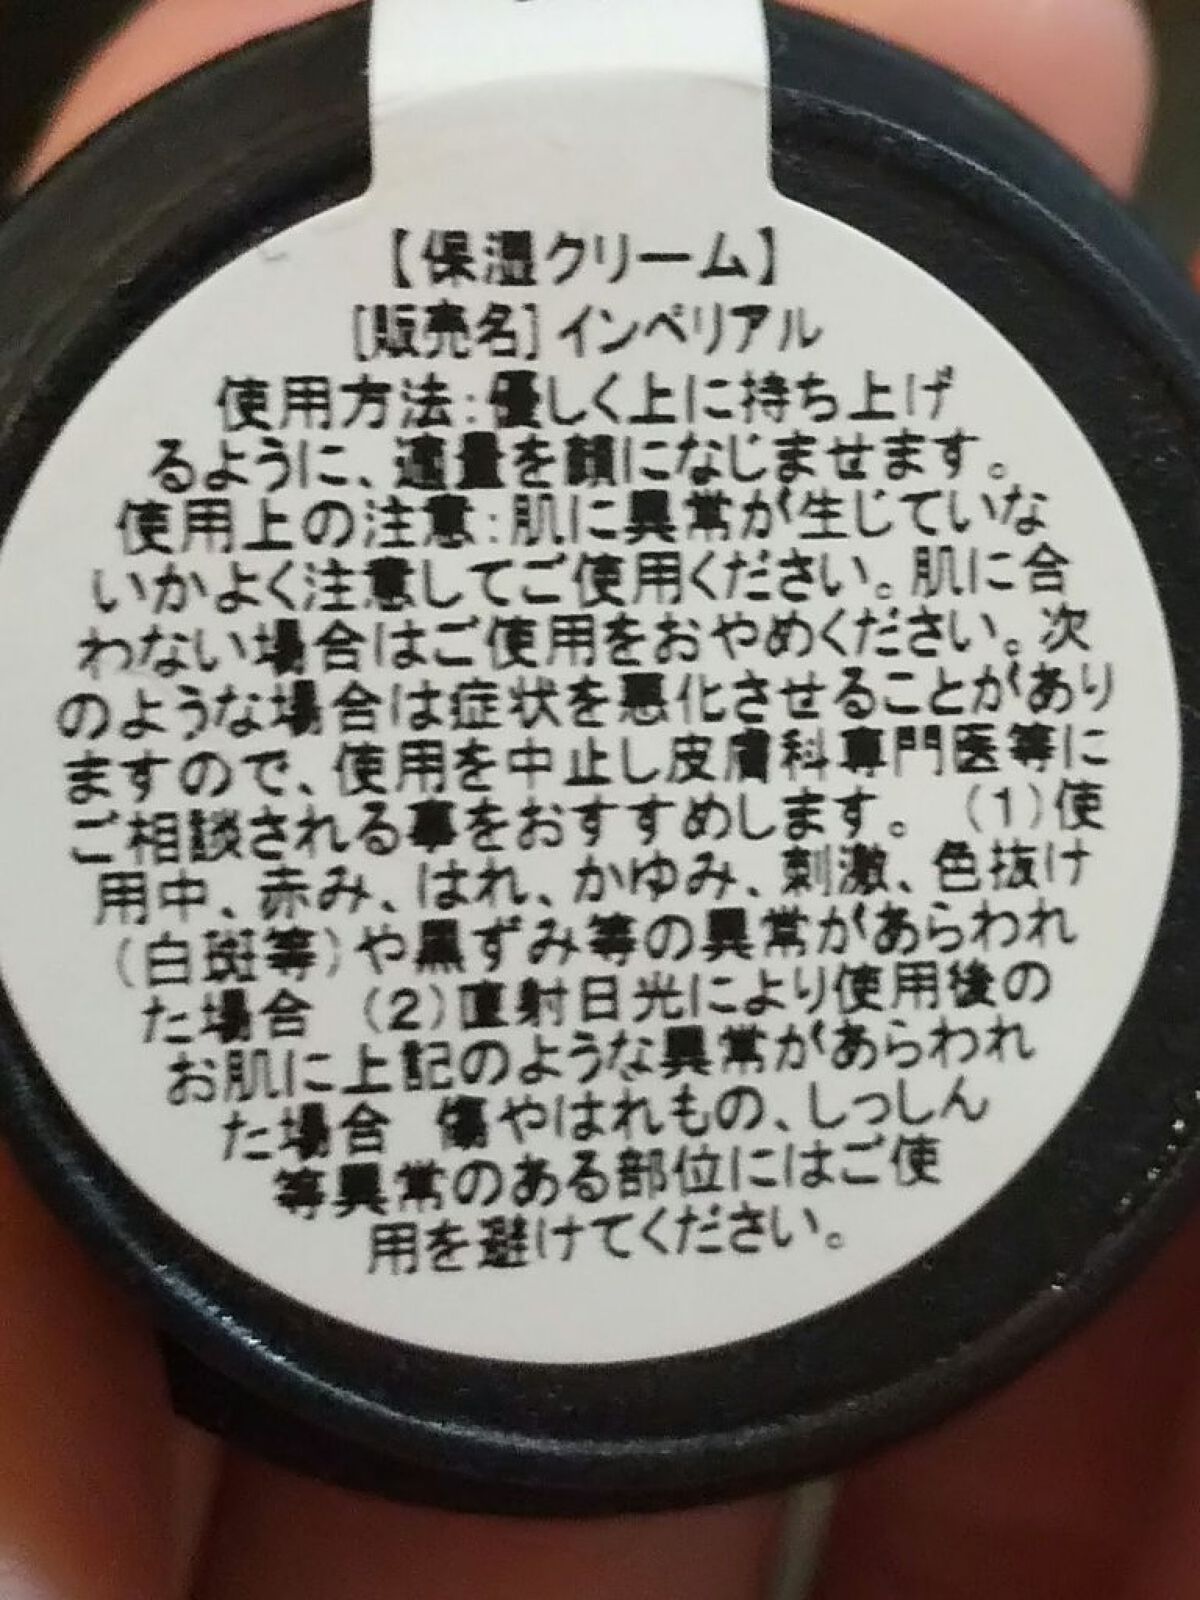 【保湿クリーム】
[販売名]インペリアル
使用方法:優しく上に持ち上げ
るように、適量を顔になじませます。
使用上の注意:肌に異常が生じていな
いかよく注意してご使用ください。肌に合
わない場合はご使用をおやめください。次
のような場合は症状を悪化させることがあり
ますので、使用を中止し皮膚科専門医等に
ご相談される事をおすすめします。 (1)使
用中、赤み、はれ、かゆみ、刺激、色抜け
(白斑等)や黒ずみ等の異常があらわれ
た場合 (2)直射日光により使用後の
お肌に上記のような異常があらわれ
た場合 傷やはれもの、しっしん
等異常のある部位にはご使
用を避けてください。